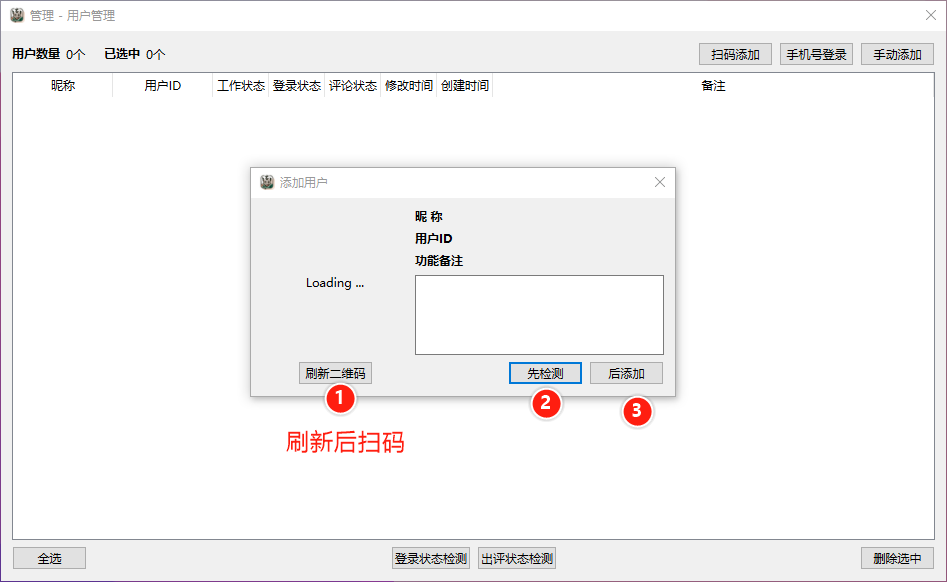 管理 - 用户管理
用户数量 0个 已选中 0个 扫码添加 手机号登录 手动添加
昵称 用户ID 工作状态 登录状态 评论状态 修改时间 创建时间 备注
添加用户
昵 称
用户ID
功能备注
Loading ...
刷新二维码 先检测 后添加
1 2 3
刷新后扫码
全选 登录状态检测 出评状态检测 删除选中